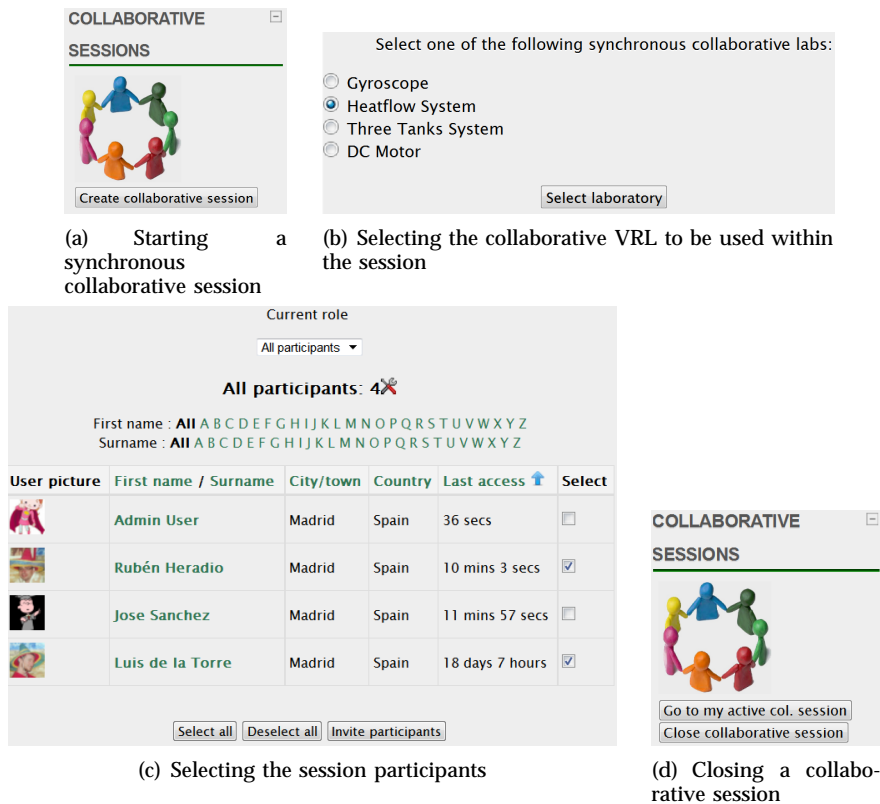 COLLABORATIVE
SESSIONS
Create collaborative session
(a) Starting a
synchronous
collaborative session
Select one of the following synchronous collaborative labs:
Gyroscope
Heatflow System
Three Tanks System
DC Motor
Select laboratory
(b) Selecting the collaborative VRL to be used within
the session
Current role
All participants
All participants: 4
First name : All A B C D E F G H I J K L M N O P Q R S T U V W X Y Z
Surname : All A B C D E F G H I J K L M N O P Q R S T U V W X Y Z
User picture First name / Surname City/town Country Last access Select
Admin User Madrid Spain 36 secs
Rubén Heradio Madrid Spain 10 mins 3 secs
Jose Sanchez Madrid Spain 11 mins 57 secs
Luis de la Torre Madrid Spain 18 days 7 hours
Select all Deselect all Invite participants
(c) Selecting the session participants
COLLABORATIVE
SESSIONS
Go to my active col. session
Close collaborative session
(d) Closing a collabo-
rative session